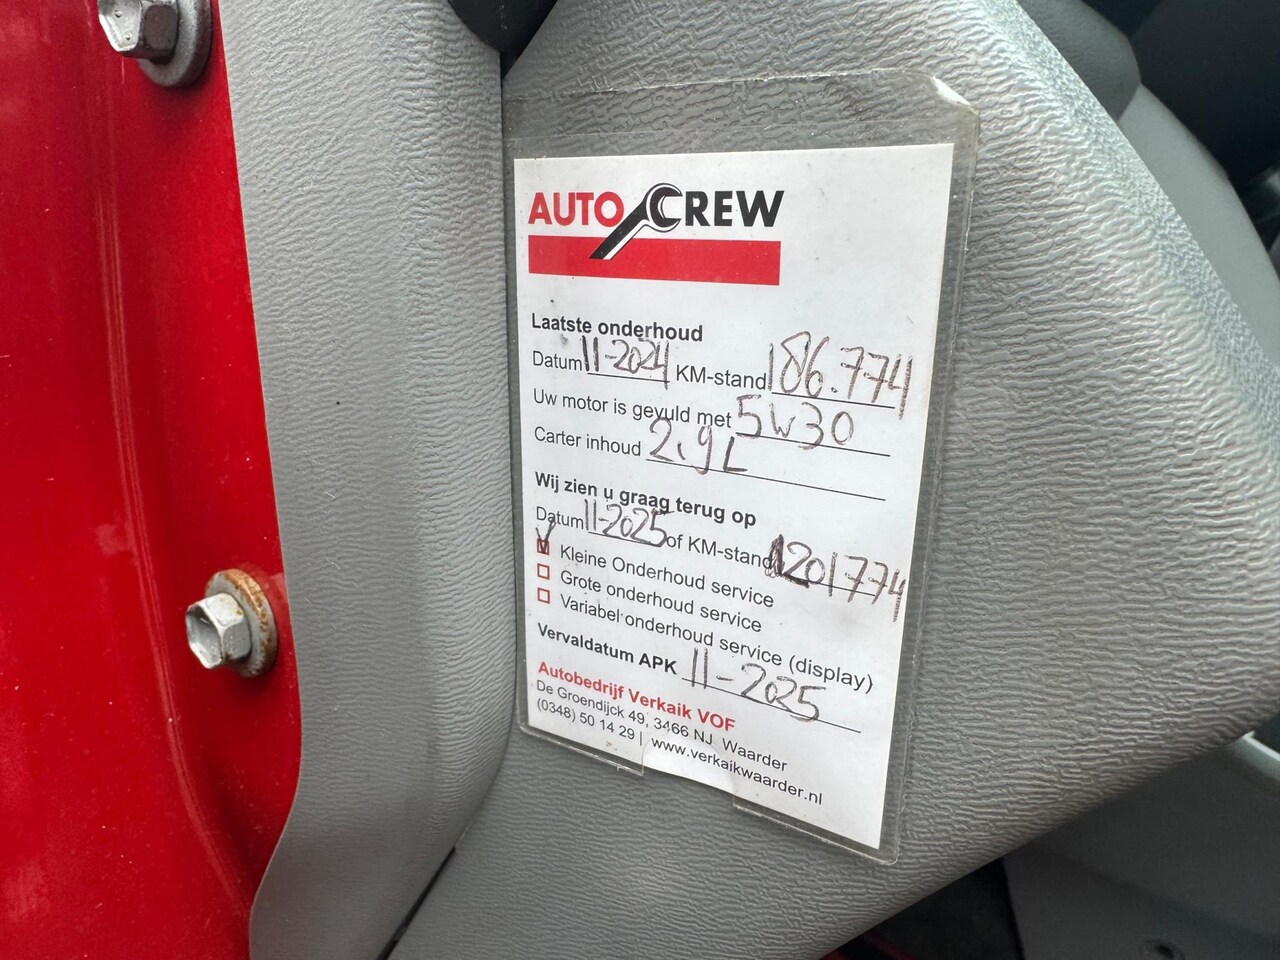 AUTO CREW
Laatste onderhoud
Datum 11-2024 KM-stand 186.774
Uw motor is gevuld met 5W30
Carter inhoud 2,9L
Wij zien u graag terug op
Datum 11-2025 of KM-stand 201774
Kleine Onderhoud service
Grote onderhoud service
Variabel onderhoud service (display)
Vervaldatum APK 11-2025
Autobedrijf Verkaik VOF
De Groendijck 49, 3466 NJ Waarder
(0348) 50 14 29 | www.verkaikwaarder.nl